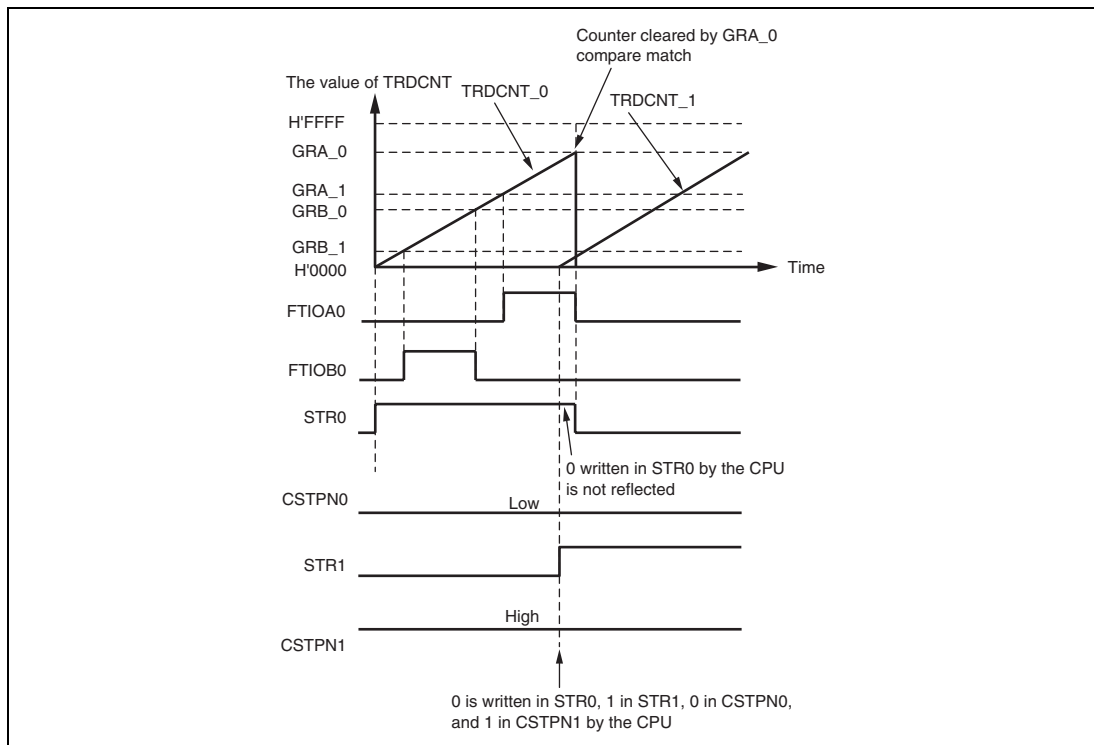 Counter cleared by GRA_0
compare match
The value of TRDCNT
TRDCNT_0
TRDCNT_1
H'FFFF
GRA_0
GRA_1
GRB_0
GRB_1
H'0000
Time
FTIOA0
FTIOB0
STR0
0 written in STR0 by the CPU
is not reflected
CSTPN0
Low
STR1
High
CSTPN1
0 is written in STR0, 1 in STR1, 0 in CSTPN0,
and 1 in CSTPN1 by the CPU